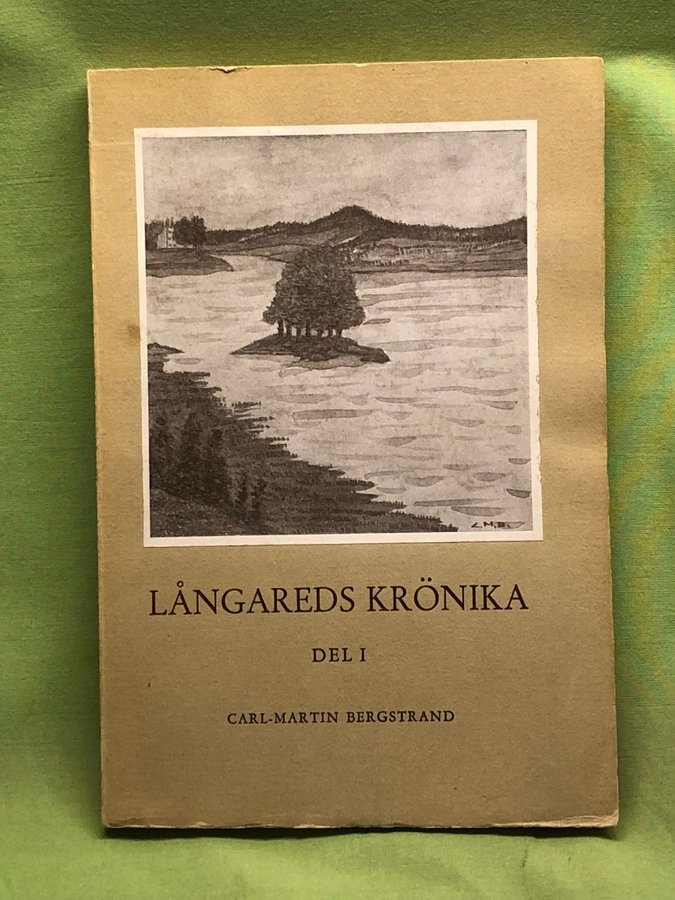 C.M.B.
LÅNGAREDS KRÖNIKA
DEL I
CARL-MARTIN BERGSTRAND